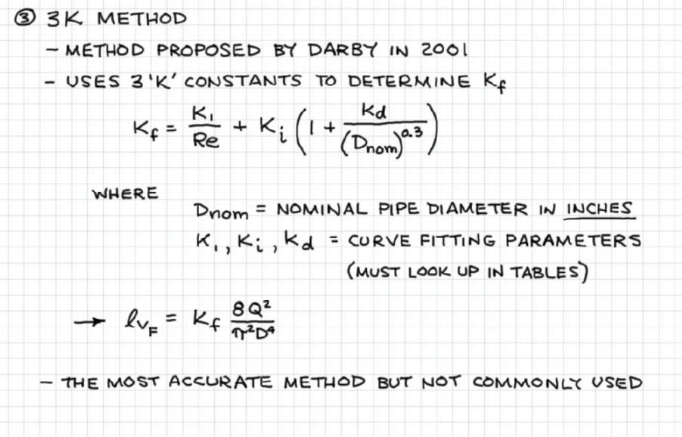 ③ 3K METHOD
- METHOD PROPOSED BY DARBY IN 2001
- USES 3 'K' CONSTANTS TO DETERMINE Kf
Kf = K₁/Re + Ki (1 + Kd/(Dnom)^0.3)
WHERE
Dnom = NOMINAL PIPE DIAMETER IN INCHES
K₁, Ki, Kd = CURVE FITTING PARAMETERS
(MUST LOOK UP IN TABLES)
→ lvF = Kf 8Q²/π²D⁴
- THE MOST ACCURATE METHOD BUT NOT COMMONLY USED